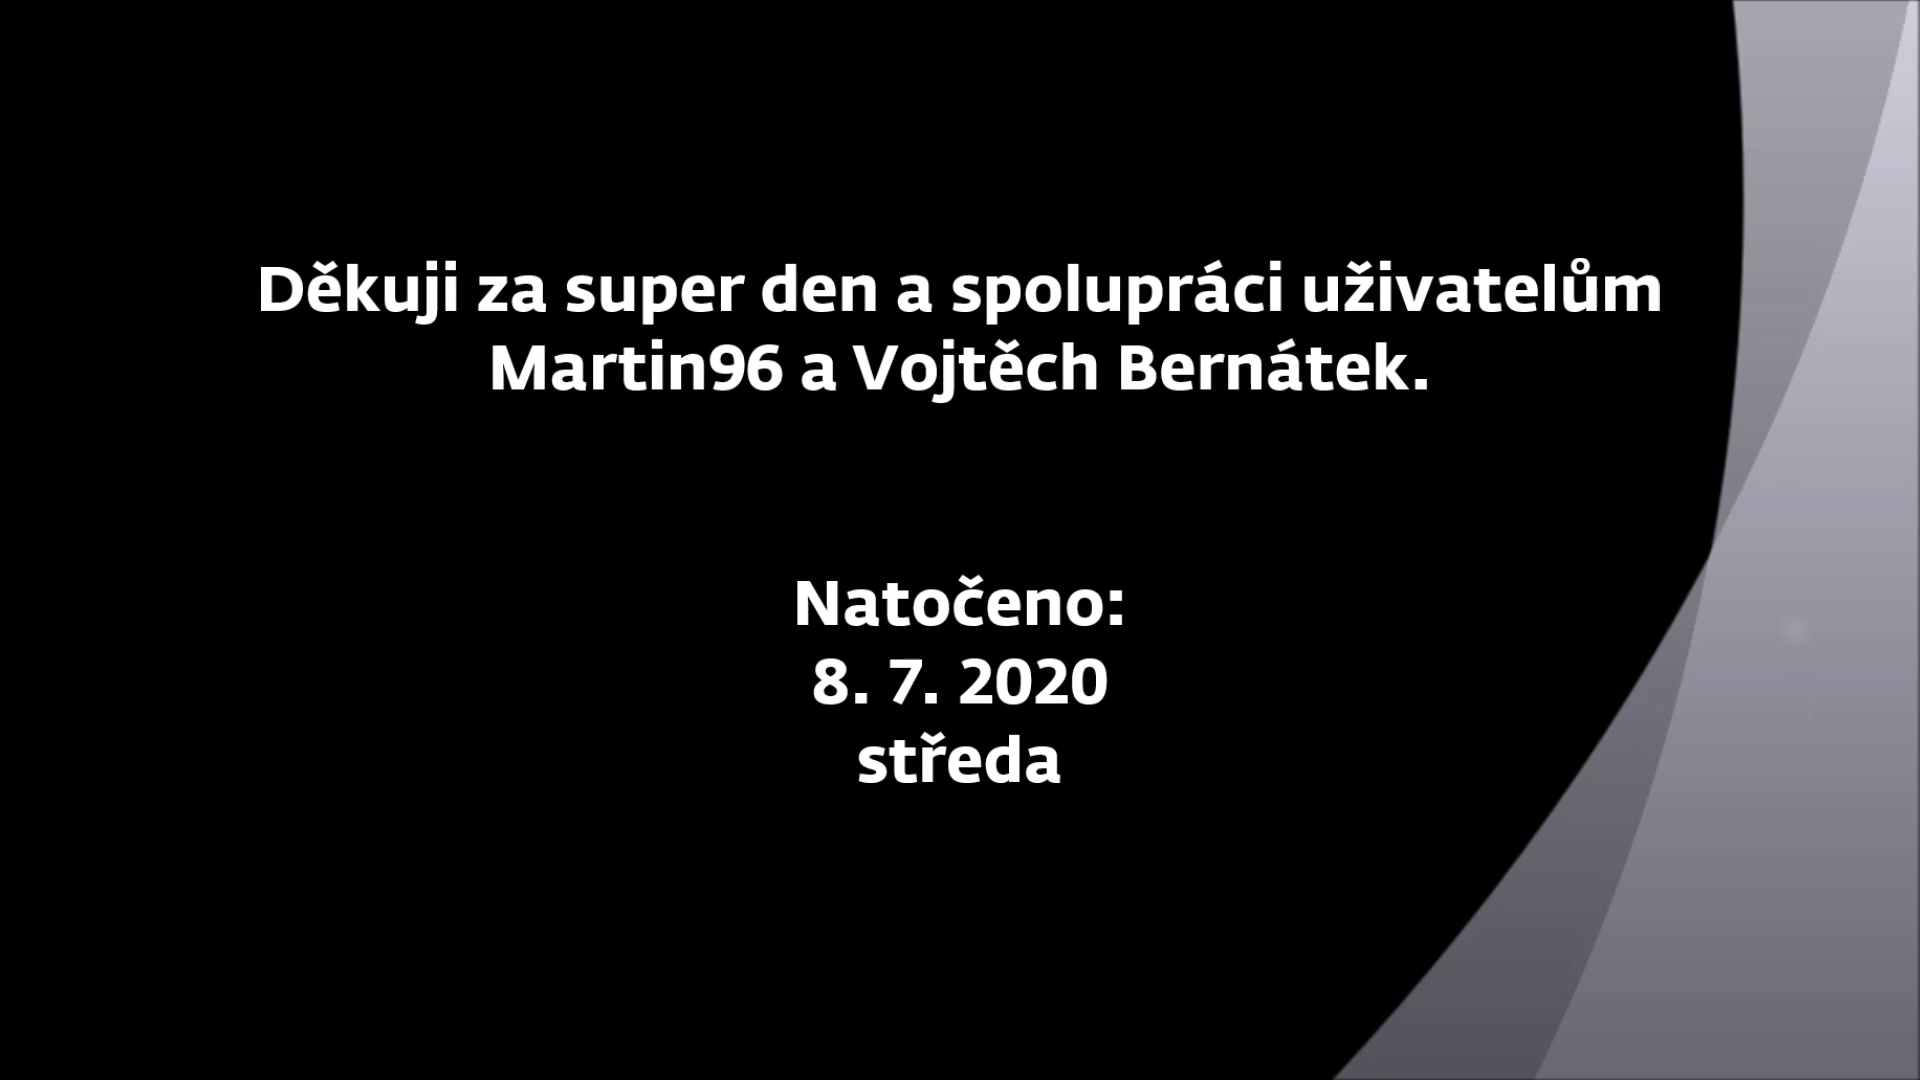 Děkuji za super den a spolupráci uživatelům
Martin96 a Vojtěch Bernátek.
Natočeno:
8. 7. 2020
středa